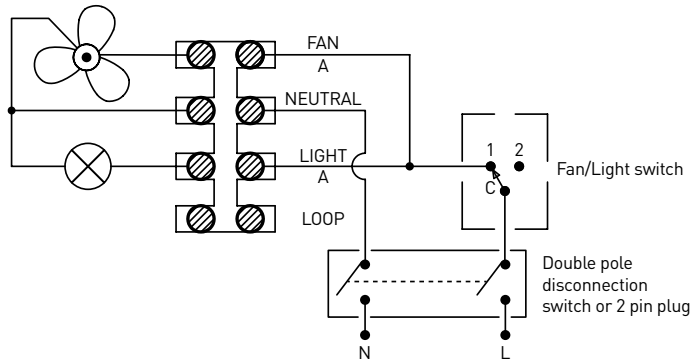 FAN
A
NEUTRAL
LIGHT
A
LOOP
1 2
C
Fan/Light switch
Double pole
disconnection
switch or 2 pin plug
N L